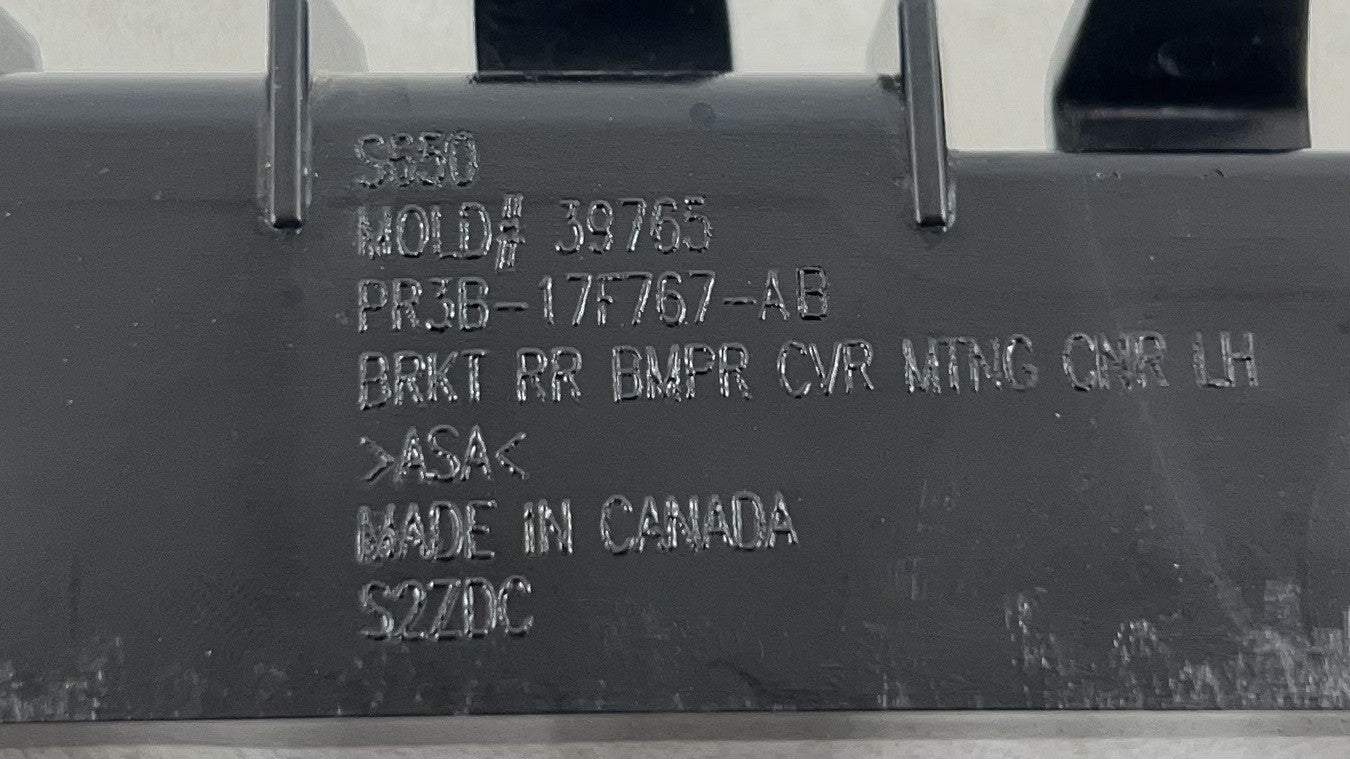 S650
MOLD# 39765
PR3B-17F767-AB
BRKT RR BMPR CVR MTNG CNR LH
>ASA<
MADE IN CANADA
S2ZDC